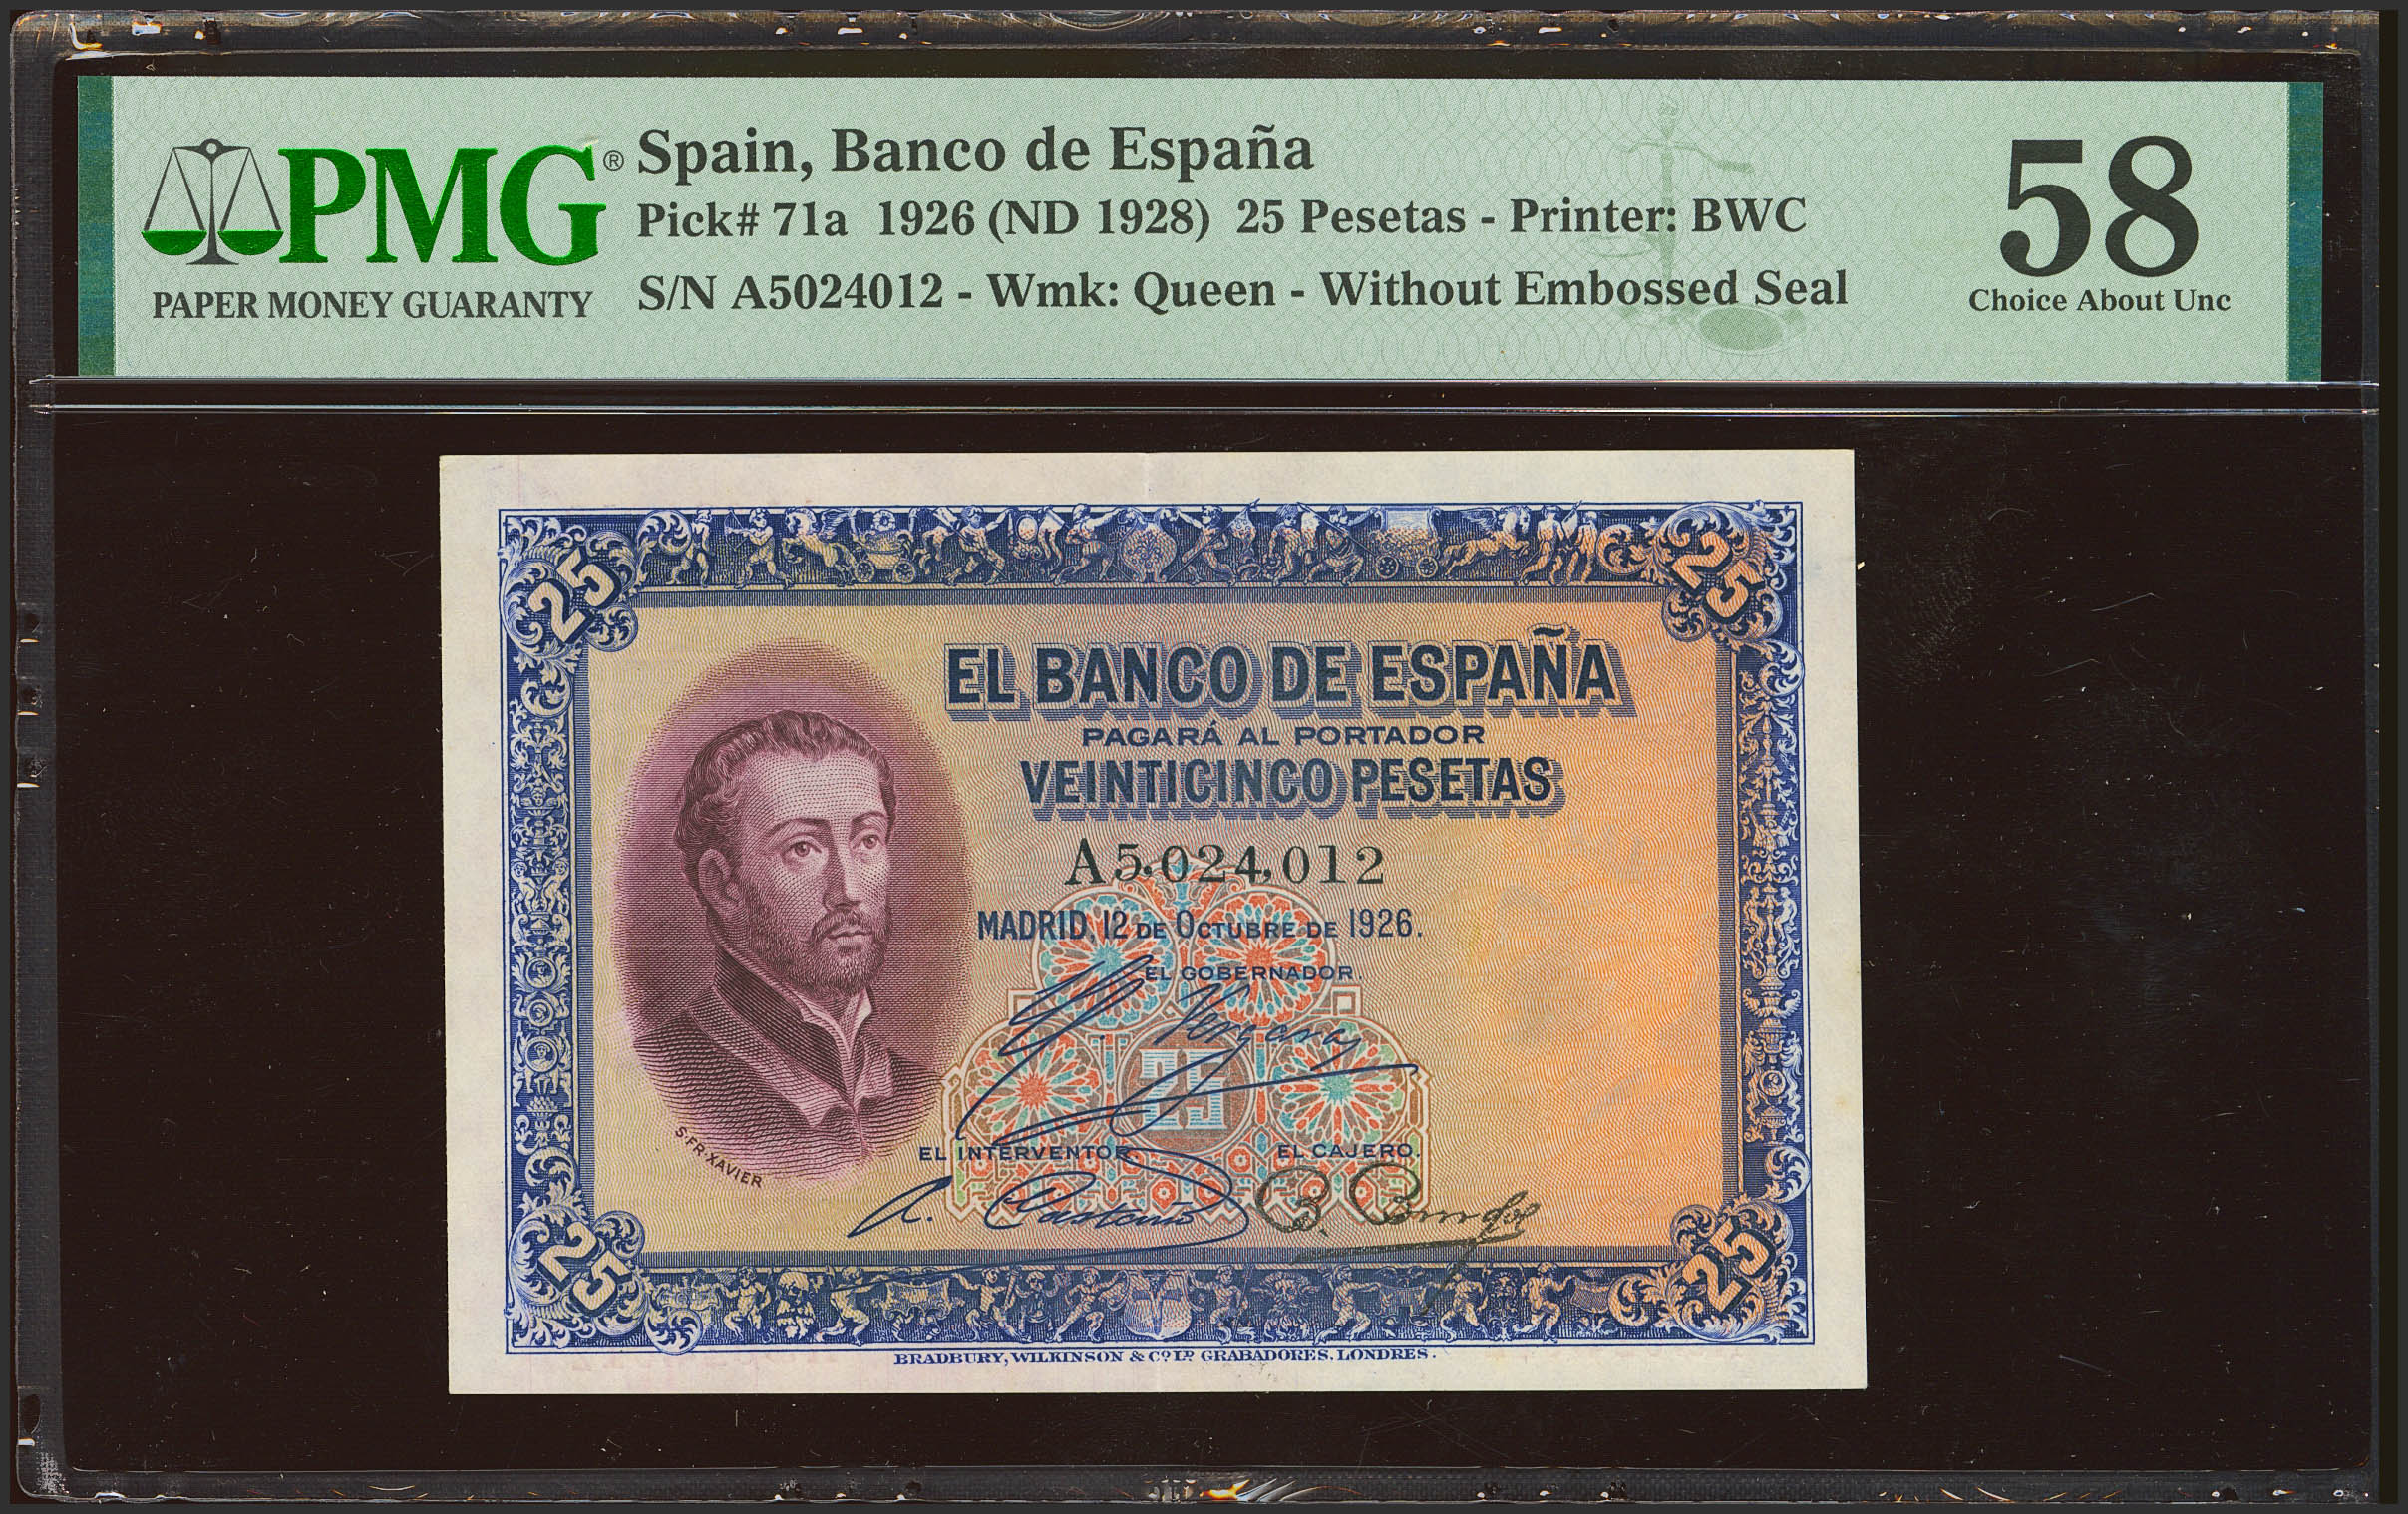 PMG®
PAPER MONEY GUARANTY
Spain, Banco de España
Pick# 71a 1926 (ND 1928) 25 Pesetas - Printer: BWC
S/N A5024012 - Wmk: Queen - Without Embossed Seal
58
Choice About Unc
25
25
EL BANCO DE ESPAÑA
PAGARÁ AL PORTADOR
VEINTICINCO PESETAS
A5,024,012
MADRID, 12 DE OCTUBRE DE 1926.
EL GOBERNADOR.
25
EL INTERVENTOR.
EL CAJERO.
S. FR. XAVIER
25
25
BRADBURY, WILKINSON & Cº Lº GRABADORES. LONDRES.